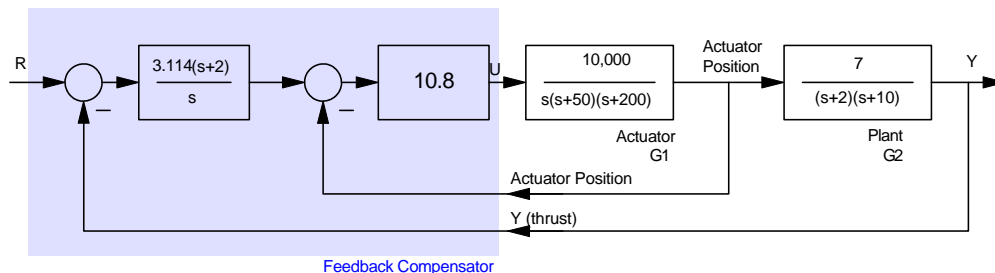 R
3.114(s+2)
s
10.8
U
10,000
s(s+50)(s+200)
Actuator
G1
Actuator
Position
7
(s+2)(s+10)
Plant
G2
Y
Actuator Position
Y (thrust)
Feedback Compensator